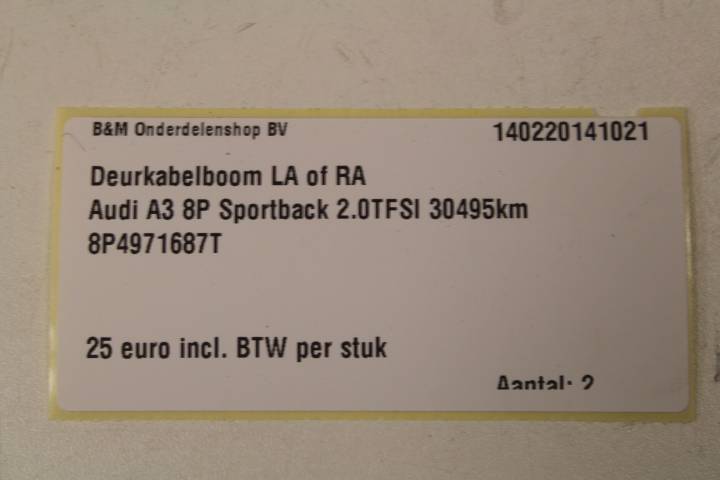 B&M Onderdelenshop BV 140220141021
Deurkabelboom LA of RA
Audi A3 8P Sportback 2.0TFSI 30495km
8P4971687T
25 euro incl. BTW per stuk
Aantal: 2